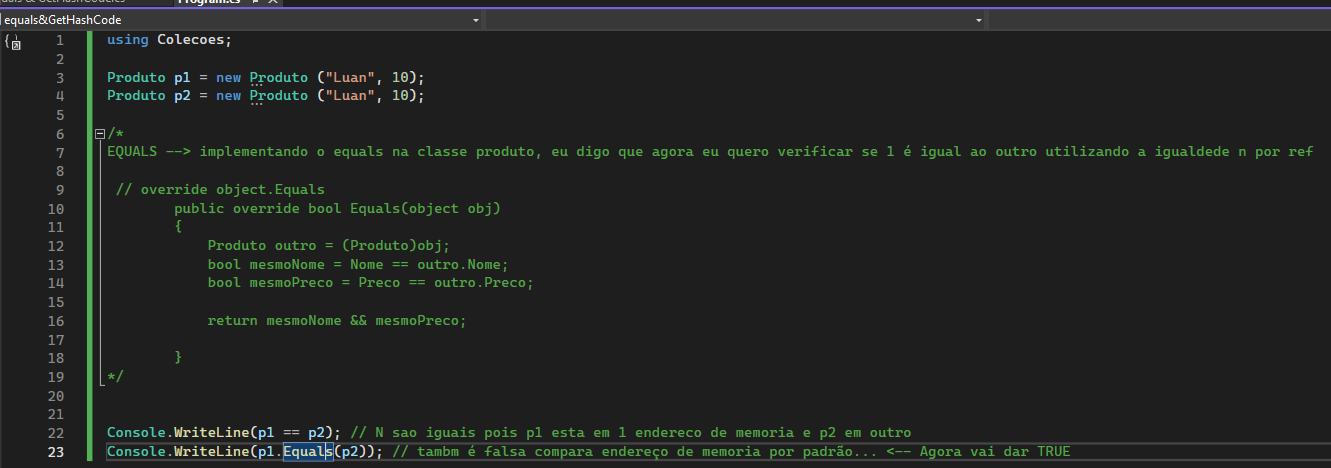 Program.cs
equals&GetHashCode
1 using Colecoes;
2
3 Produto p1 = new Produto ("Luan", 10);
4 Produto p2 = new Produto ("Luan", 10);
5
6 /*
7 EQUALS --> implementando o equals na classe produto, eu digo que agora eu quero verificar se 1 é igual ao outro utilizando a igualdede n por ref
8
9 // override object.Equals
10 public override bool Equals(object obj)
11 {
12 Produto outro = (Produto)obj;
13 bool mesmoNome = Nome == outro.Nome;
14 bool mesmoPreco = Preco == outro.Preco;
15
16 return mesmoNome && mesmoPreco;
17
18 }
19 */
20
21
22 Console.WriteLine(p1 == p2); // N sao iguais pois p1 esta em 1 endereco de memoria e p2 em outro
23 Console.WriteLine(p1.Equals(p2)); // tambm é falsa compara endereço de memoria por padrão... <-- Agora vai dar TRUE